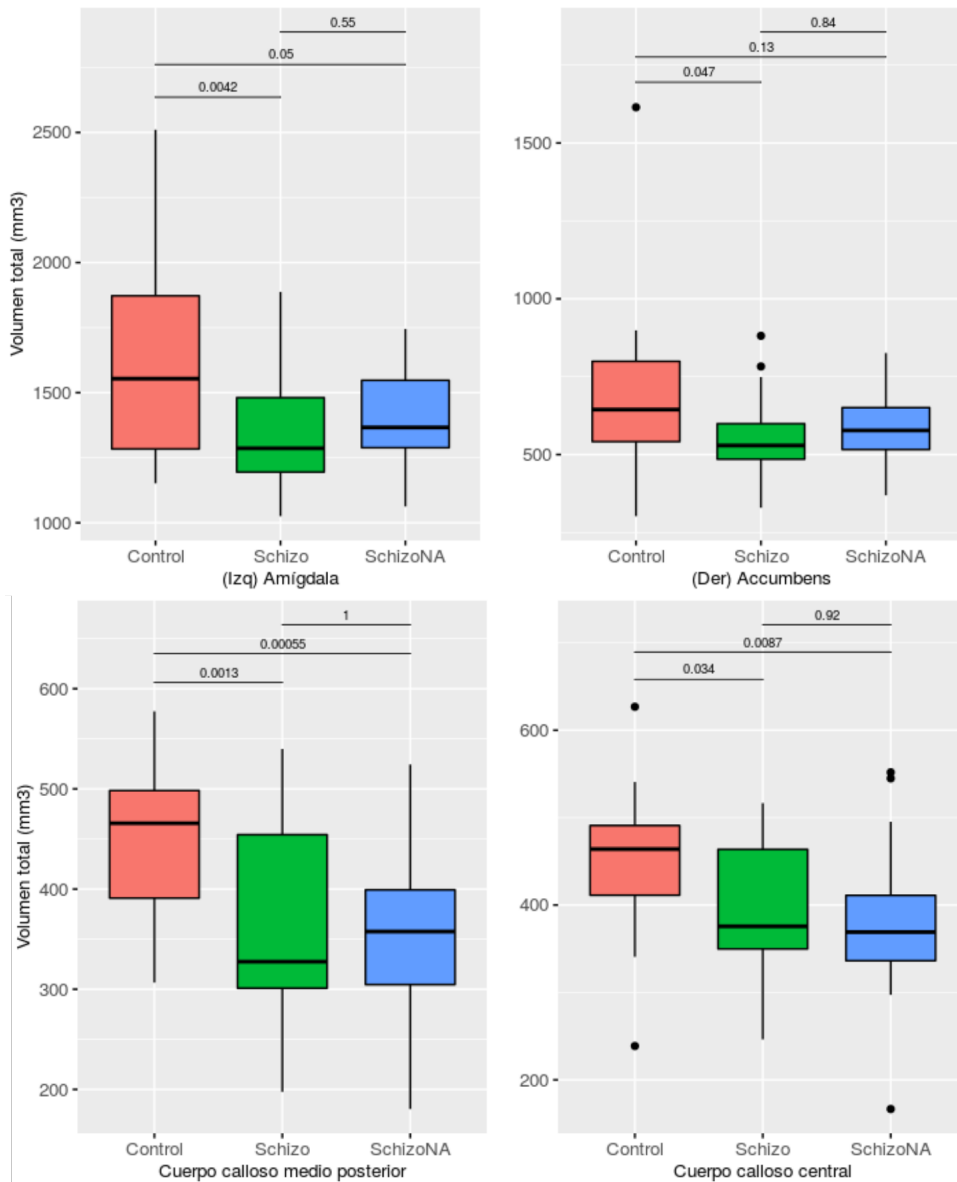 0.55
0.05
0.0042
2500
2000
1500
1000
Volumen total (mm3)
Control Schizo SchizoNA
(Izq) Amígdala
0.84
0.13
0.047
1500
1000
500
Control Schizo SchizoNA
(Der) Accumbens
1
0.00055
0.0013
600
500
400
300
200
Volumen total (mm3)
Control Schizo SchizoNA
Cuerpo calloso medio posterior
0.92
0.0087
0.034
600
400
200
Control Schizo SchizoNA
Cuerpo calloso central